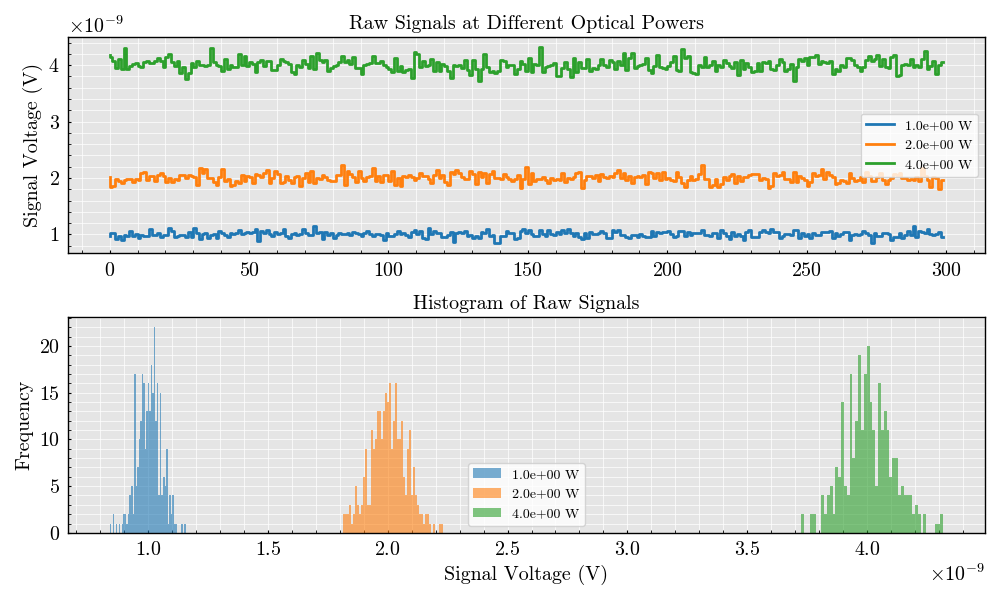 Raw Signals at Different Optical Powers
×10⁻⁹
Signal Voltage (V)
4
3
2
1
1.0e+00 W
2.0e+00 W
4.0e+00 W
0 50 100 150 200 250 300
Histogram of Raw Signals
Frequency
20
15
10
5
0
1.0e+00 W
2.0e+00 W
4.0e+00 W
1.0 1.5 2.0 2.5 3.0 3.5 4.0
Signal Voltage (V)
×10⁻⁹